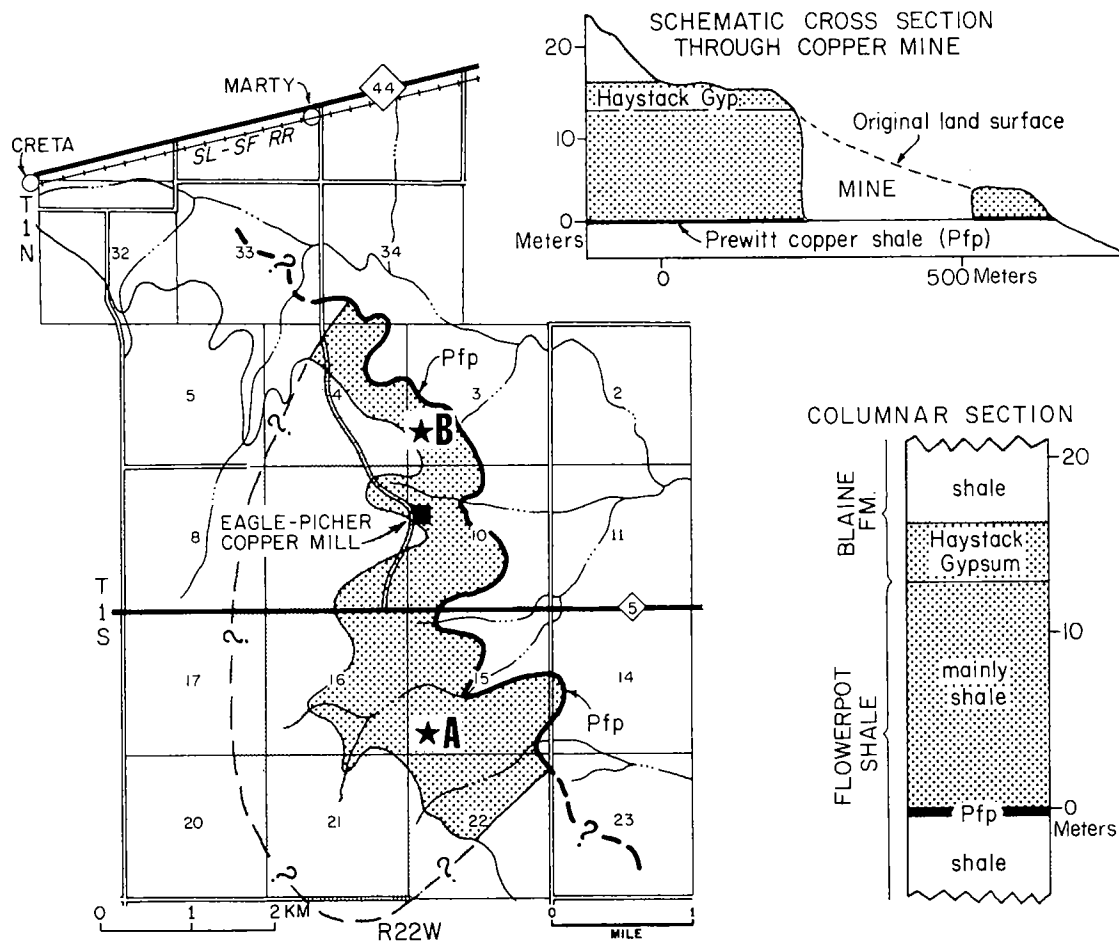 SCHEMATIC CROSS SECTION
THROUGH COPPER MINE
20
Haystack Gyp
10
Original land surface
MINE
0
Meters
Prewitt copper shale (Pfp)
0
500 Meters
MARTY
44
CRETA
SL-SF RR
T
1
N
32
33
34
?
Pfp
5
4
3
2
?
B
EAGLE-PICHER
COPPER MILL
8
10
11
T
1
S
5
?
17
16
15
14
A
Pfp
20
21
22
23
?
?
?
0
1
2 KM
R22W
0
1
MILE
COLUMNAR SECTION
BLAINE
FM.
FLOWERPOT
SHALE
shale
20
Haystack
Gypsum
10
mainly
shale
Pfp
0
Meters
shale